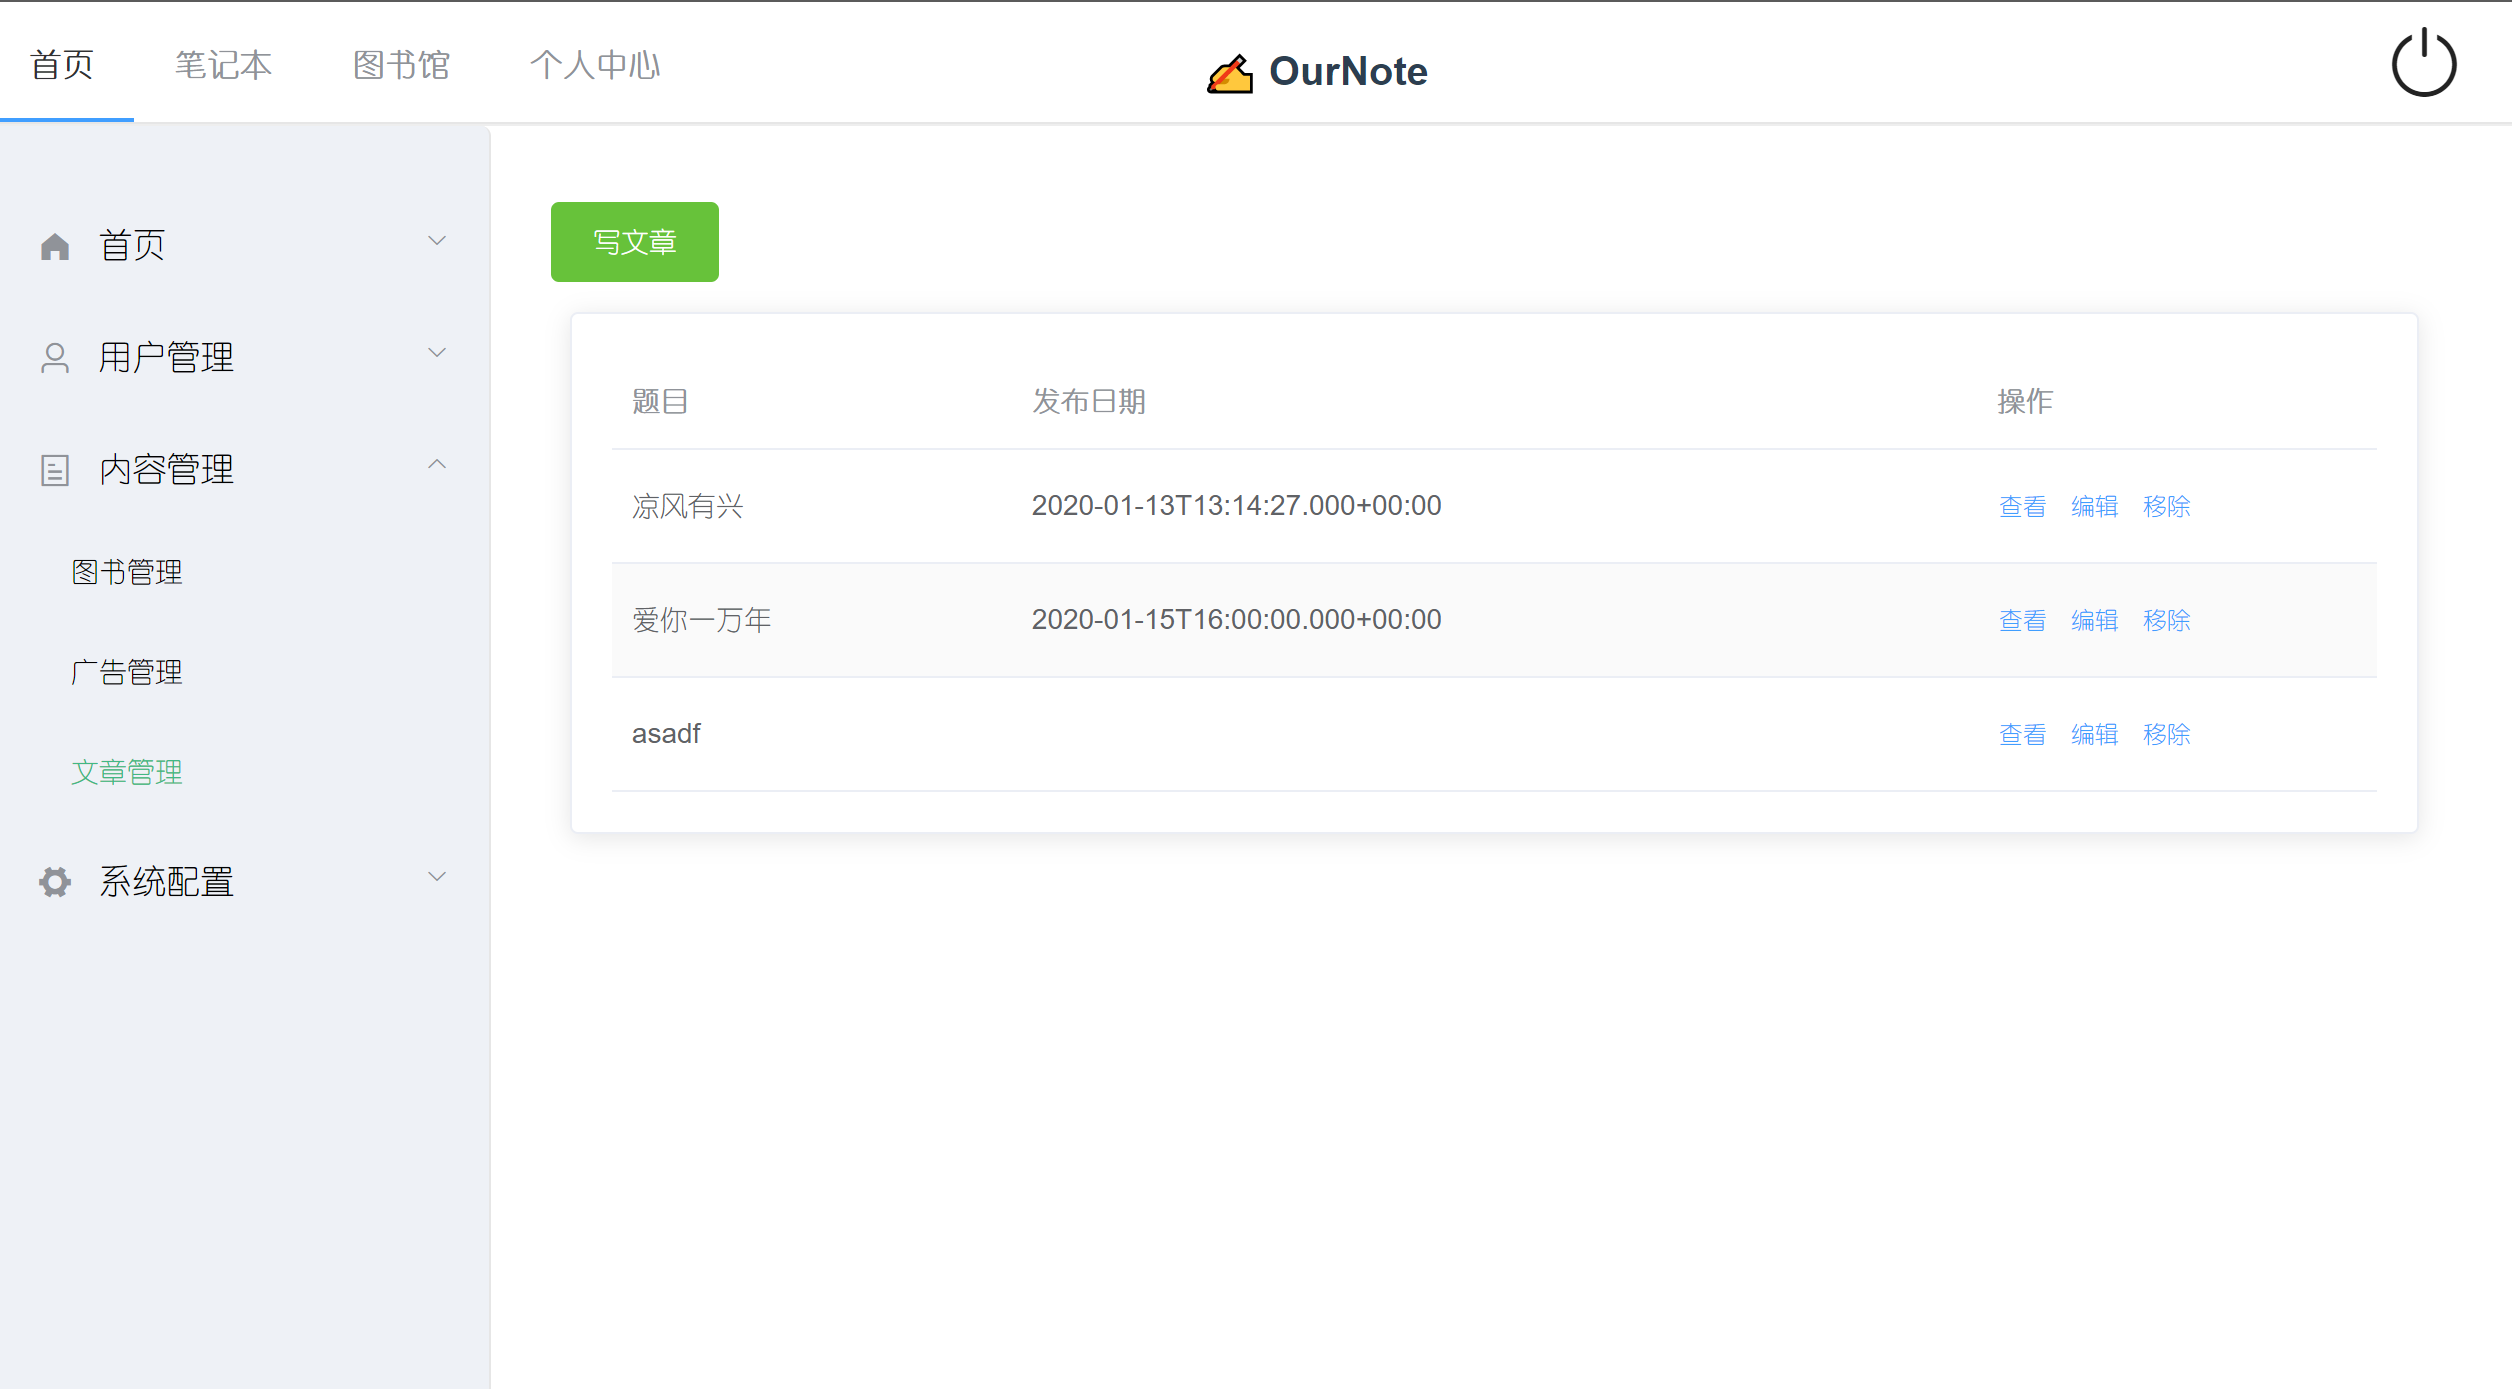 首页 笔记本 图书馆 个人中心 OurNote
首页
用户管理
内容管理
图书管理
广告管理
文章管理
系统配置
写文章
题目 发布日期 操作
凉风有兴 2020-01-13T13:14:27.000+00:00 查看 编辑 移除
爱你一万年 2020-01-15T16:00:00.000+00:00 查看 编辑 移除
asadf 查看 编辑 移除